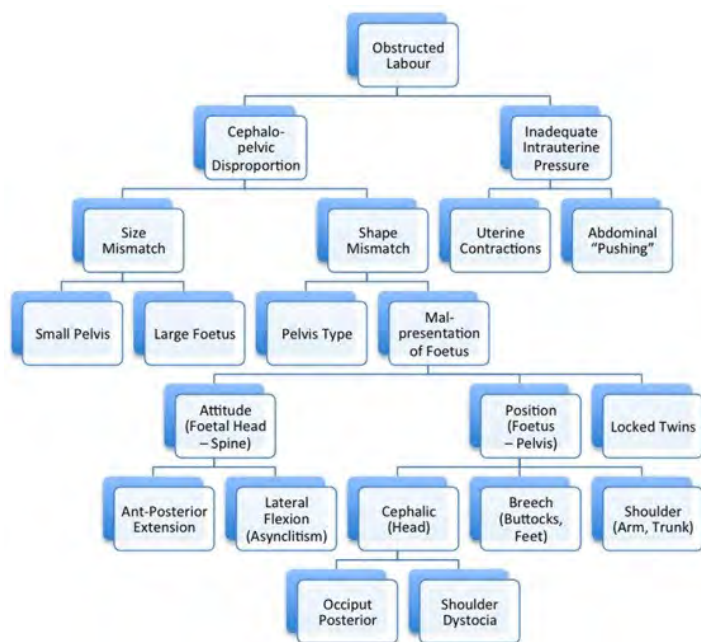 Obstructed
Labour
Cephalo-
pelvic
Disproportion
Inadequate
Intrauterine
Pressure
Size
Mismatch
Shape
Mismatch
Uterine
Contractions
Abdominal
“Pushing”
Small Pelvis
Large Foetus
Pelvis Type
Mal-
presentation
of Foetus
Attitude
(Foetal Head
– Spine)
Position
(Foetus
– Pelvis)
Locked Twins
Ant-Posterior
Extension
Lateral
Flexion
(Asynclitism)
Cephalic
(Head)
Breech
(Buttocks,
Feet)
Shoulder
(Arm, Trunk)
Occiput
Posterior
Shoulder
Dystocia